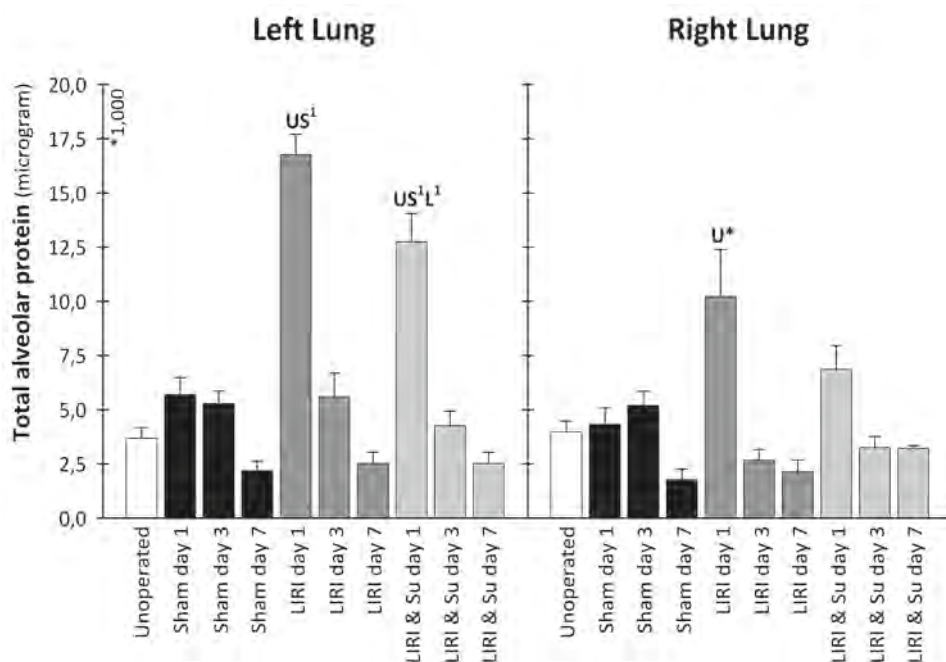 Left Lung
Right Lung
Total alveolar protein (microgram)
*1,000
20,0
17,5
15,0
12,5
10,0
7,5
5,0
2,5
0,0
US¹
US¹L¹
U*
Unoperated
Sham day 1
Sham day 3
Sham day 7
LIRI day 1
LIRI day 3
LIRI day 7
LIRI & Su day 1
LIRI & Su day 3
LIRI & Su day 7
Unoperated
Sham day 1
Sham day 3
Sham day 7
LIRI day 1
LIRI day 3
LIRI day 7
LIRI & Su day 1
LIRI & Su day 3
LIRI & Su day 7